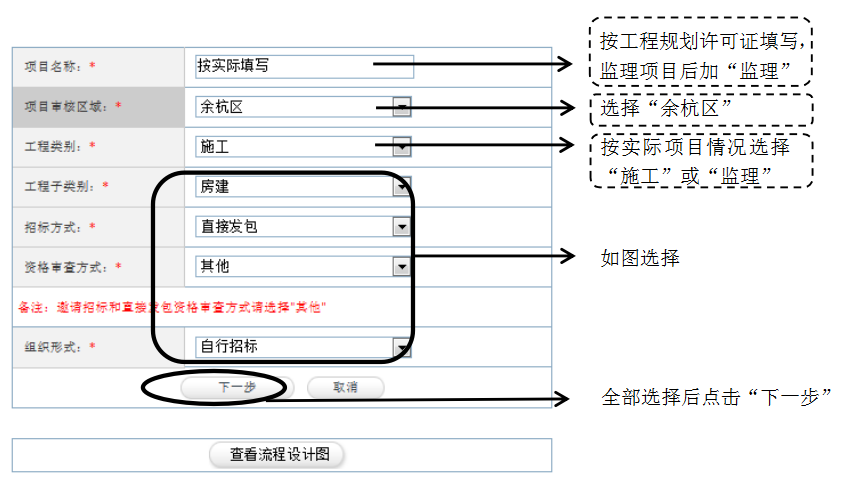 项目名称：* 按实际填写
按工程规划许可证填写，
监理项目后加“监理”
项目审核区域：* 余杭区
选择“余杭区”
工程类别：* 施工
按实际项目情况选择
“施工”或“监理”
工程子类别：* 房建
招标方式：* 直接发包
资格审查方式：* 其他
如图选择
备注：邀请招标和直接发包资格审查方式请选择"其他"
组织形式：* 自行招标
下一步 取消
全部选择后点击“下一步”
查看流程设计图